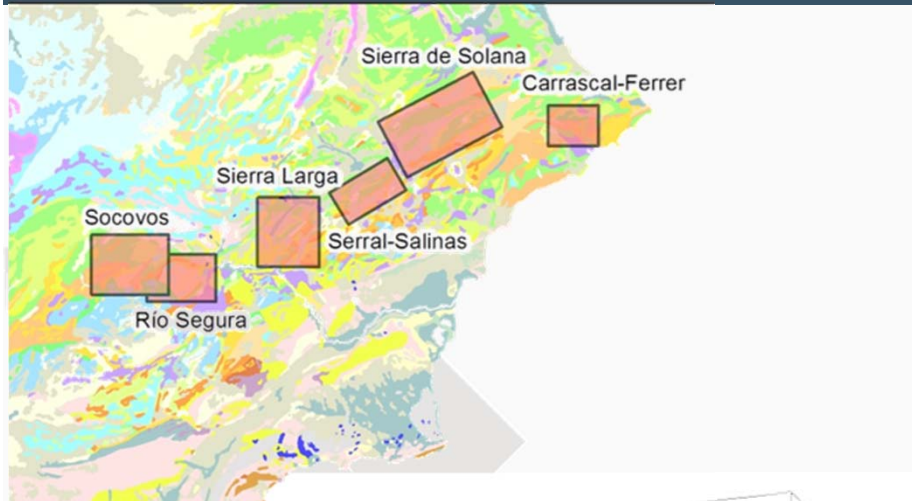 Sierra de Solana
Carrascal-Ferrer
Sierra Larga
Socovos
Serral-Salinas
Río Segura